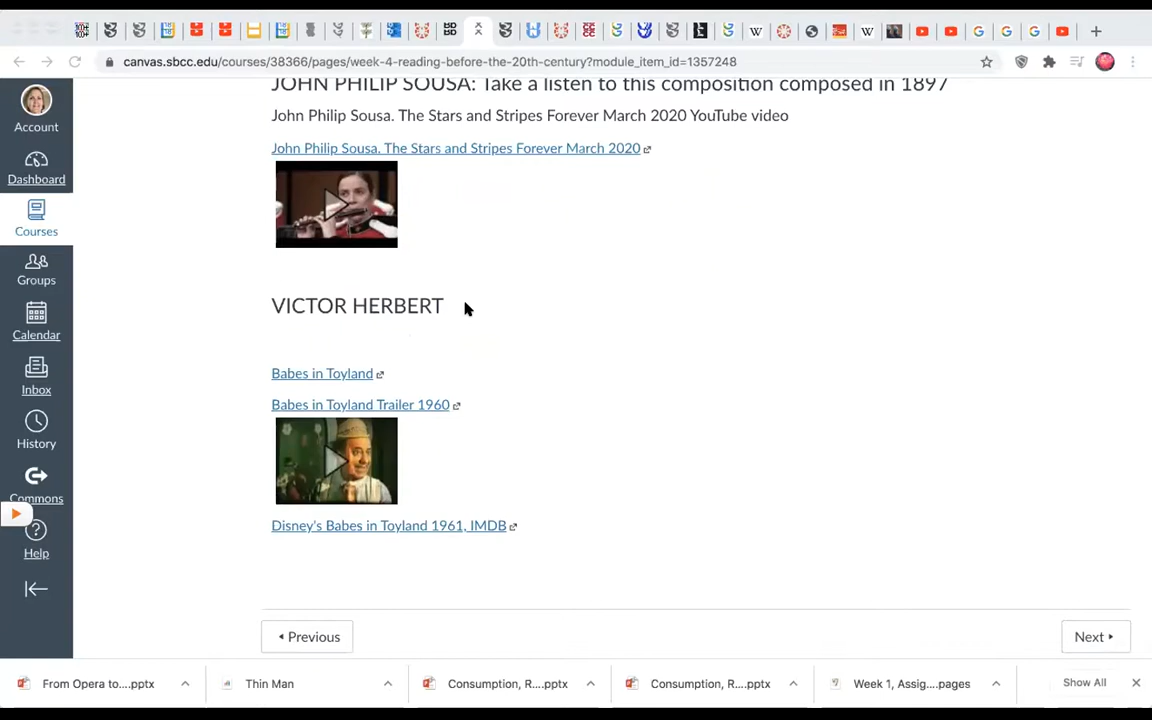 canvas.sbcc.edu/courses/38366/pages/week-4-reading-before-the-20th-century?module_item_id=1357248
JOHN PHILIP SOUSA: Take a listen to this composition composed in 1897
John Philip Sousa. The Stars and Stripes Forever March 2020 YouTube video
John Philip Sousa, The Stars and Stripes Forever March 2020
VICTOR HERBERT
Babes in Toyland
Babes in Toyland Trailer 1960
Disney's Babes in Toyland 1961, IMDB
Account
Dashboard
Courses
Groups
Calendar
Inbox
History
Commons
Help
Previous
Next
From Opera to....pptx
Thin Man
Consumption, R....pptx
Consumption, R....pptx
Week 1, Assig....pages
Show All